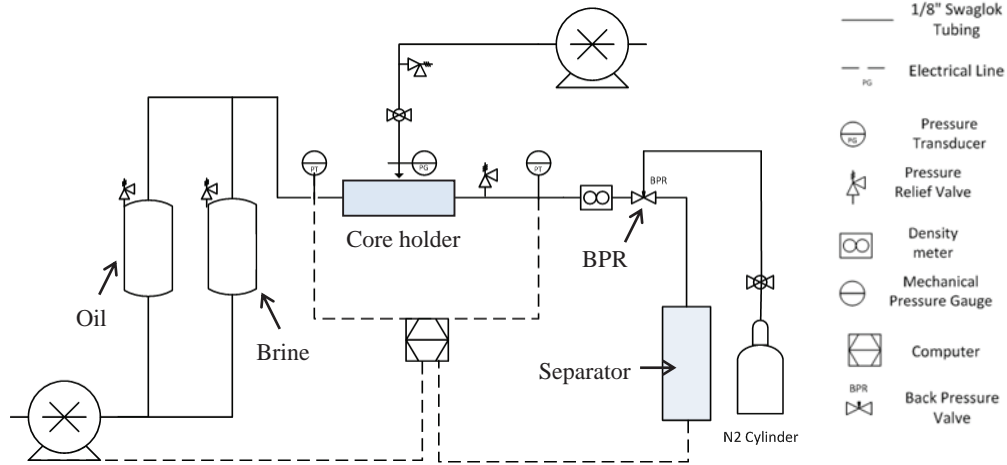 1/8" Swaglok
Tubing
Electrical Line
PG
Pressure
Transducer
PG
Pressure
Relief Valve
Density
meter
Mechanical
Pressure Gauge
Computer
BPR
Back Pressure
Valve
PT
PG
PT
BPR
Core holder
BPR
Oil
Brine
Separator
N2 Cylinder